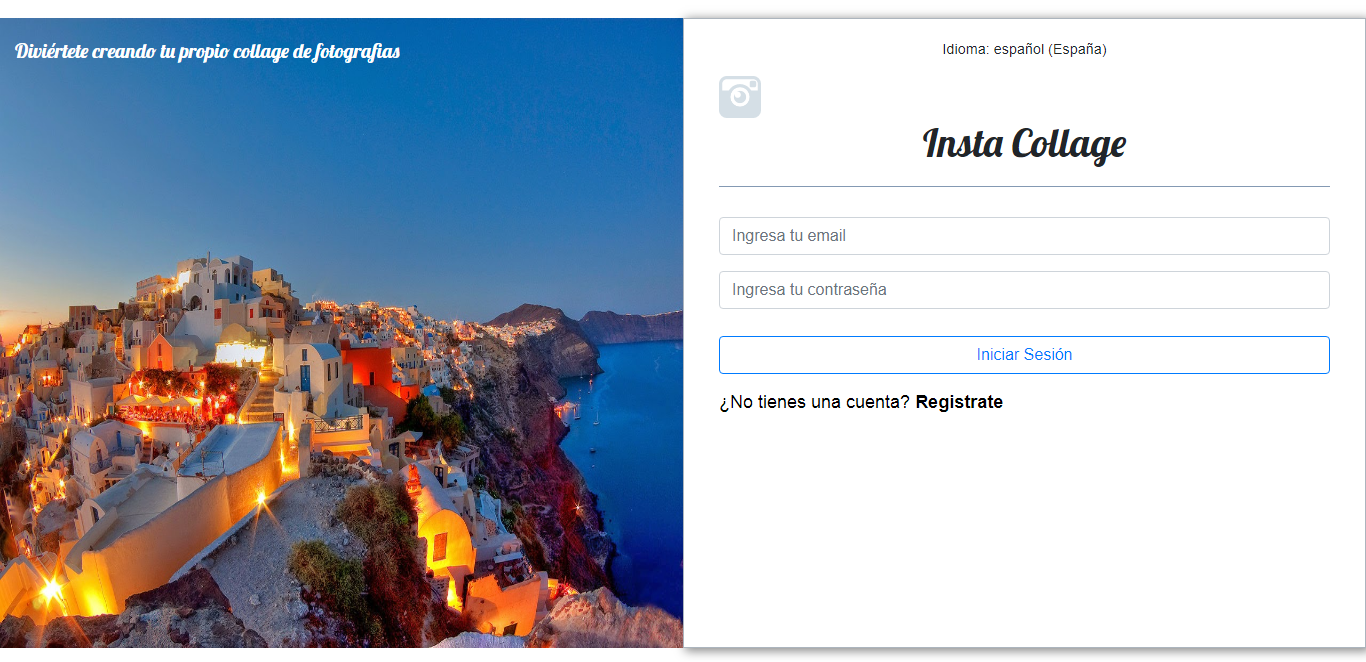 Diviértete creando tu propio collage de fotografias
Idioma: español (España)
Insta Collage
Ingresa tu email
Ingresa tu contraseña
Iniciar Sesión
¿No tienes una cuenta? Registrate